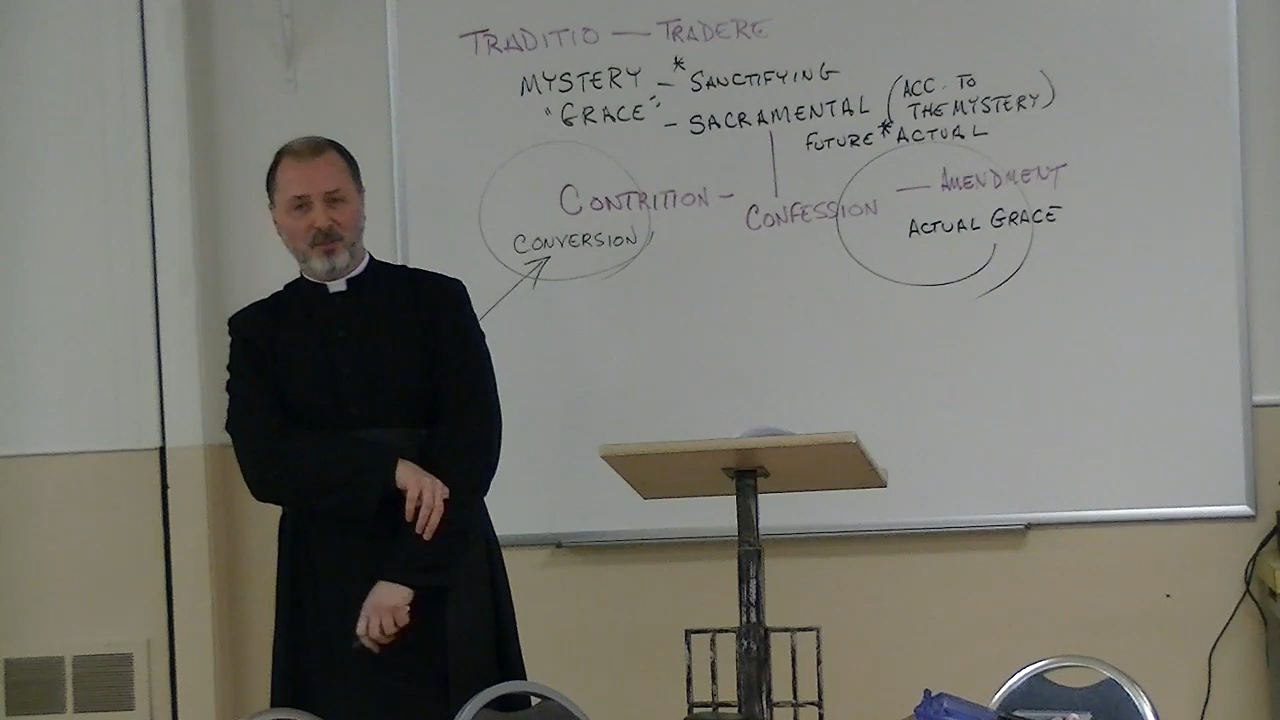 TRADITIO — TRADERE
MYSTERY — * SANCTIFYING
"GRACE" — SACRAMENTAL (ACC. TO THE MYSTERY)
FUTURE * ACTUAL
CONTRITION — CONFESSION — AMENDMENT
CONVERSION ACTUAL GRACE